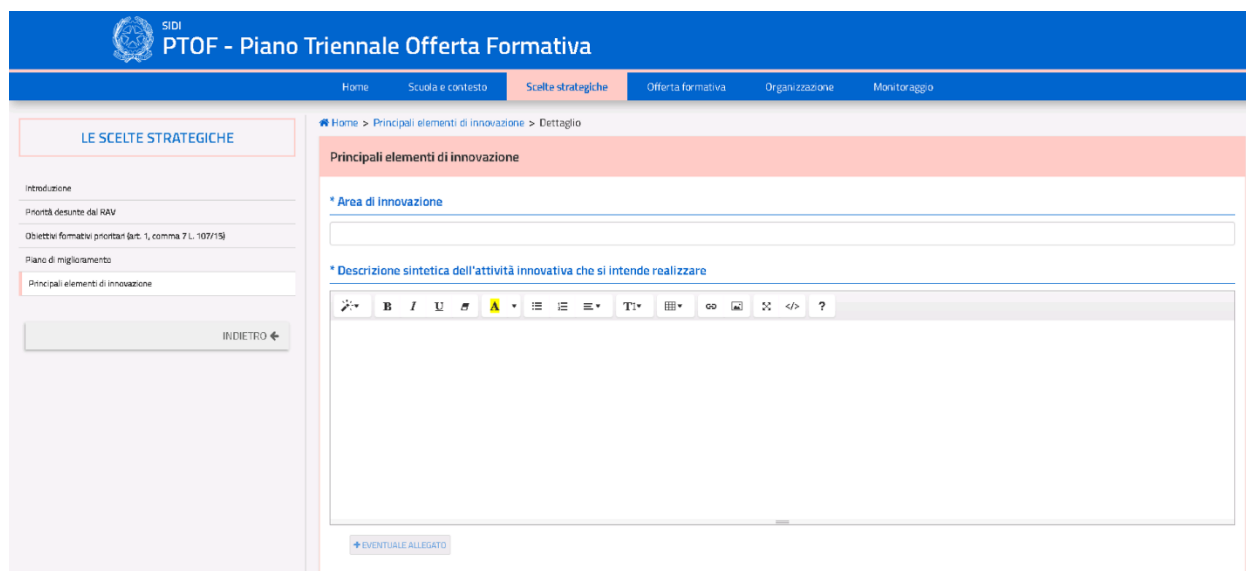 SIDI
PTOF - Piano Triennale Offerta Formativa
Home Scuola e contesto Scelte strategiche Offerta formativa Organizzazione Monitoraggio
LE SCELTE STRATEGICHE
Introduzione
Priorità desunte dal RAV
Obiettivi formativi prioritari (art. 1, comma 7 L. 107/15)
Piano di miglioramento
Principali elementi di innovazione
INDIETRO
Home > Principali elementi di innovazione > Dettaglio
Principali elementi di innovazione
* Area di innovazione
* Descrizione sintetica dell'attività innovativa che si intende realizzare
B I U A T </> ?
+ EVENTUALE ALLEGATO